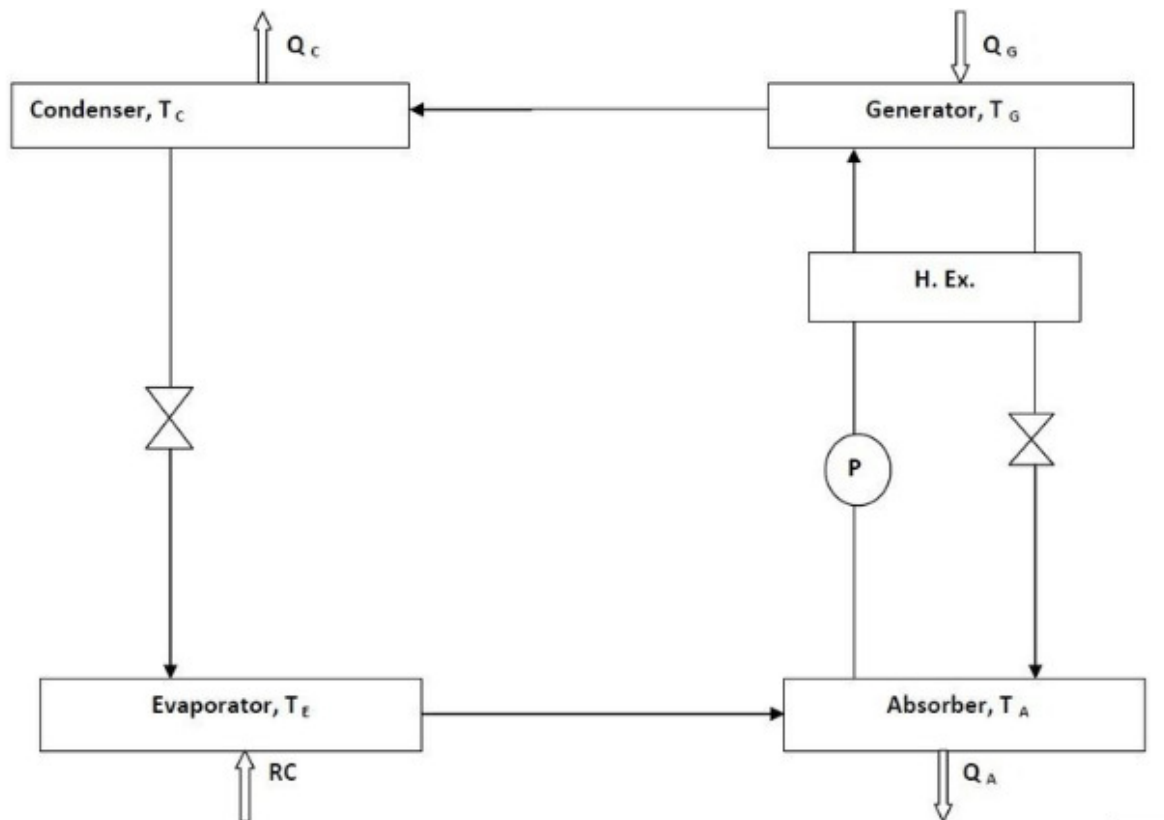 Q C
Q G
Condenser, T C
Generator, T G
H. Ex.
P
Evaporator, T E
Absorber, T A
RC
Q A